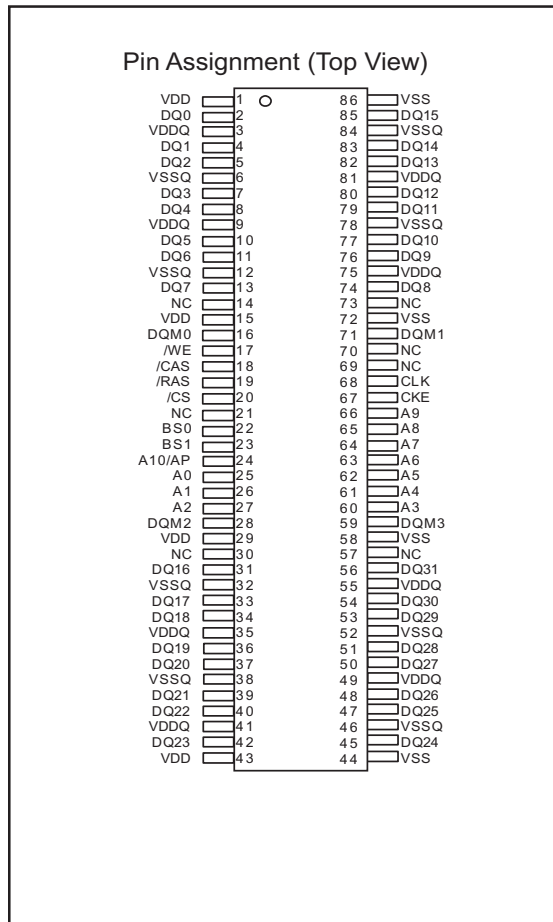 Pin Assignment (Top View)
VDD 1 86 VSS
DQ0 2 85 DQ15
VDDQ 3 84 VSSQ
DQ1 4 83 DQ14
DQ2 5 82 DQ13
VSSQ 6 81 VDDQ
DQ3 7 80 DQ12
DQ4 8 79 DQ11
VDDQ 9 78 VSSQ
DQ5 10 77 DQ10
DQ6 11 76 DQ9
VSSQ 12 75 VDDQ
DQ7 13 74 DQ8
NC 14 73 NC
VDD 15 72 VSS
DQM0 16 71 DQM1
/WE 17 70 NC
/CAS 18 69 NC
/RAS 19 68 CLK
/CS 20 67 CKE
NC 21 66 A9
BS0 22 65 A8
BS1 23 64 A7
A10/AP 24 63 A6
A0 25 62 A5
A1 26 61 A4
A2 27 60 A3
DQM2 28 59 DQM3
VDD 29 58 VSS
NC 30 57 NC
DQ16 31 56 DQ31
VSSQ 32 55 VDDQ
DQ17 33 54 DQ30
DQ18 34 53 DQ29
VDDQ 35 52 VSSQ
DQ19 36 51 DQ28
DQ20 37 50 DQ27
VSSQ 38 49 VDDQ
DQ21 39 48 DQ26
DQ22 40 47 DQ25
VDDQ 41 46 VSSQ
DQ23 42 45 DQ24
VDD 43 44 VSS